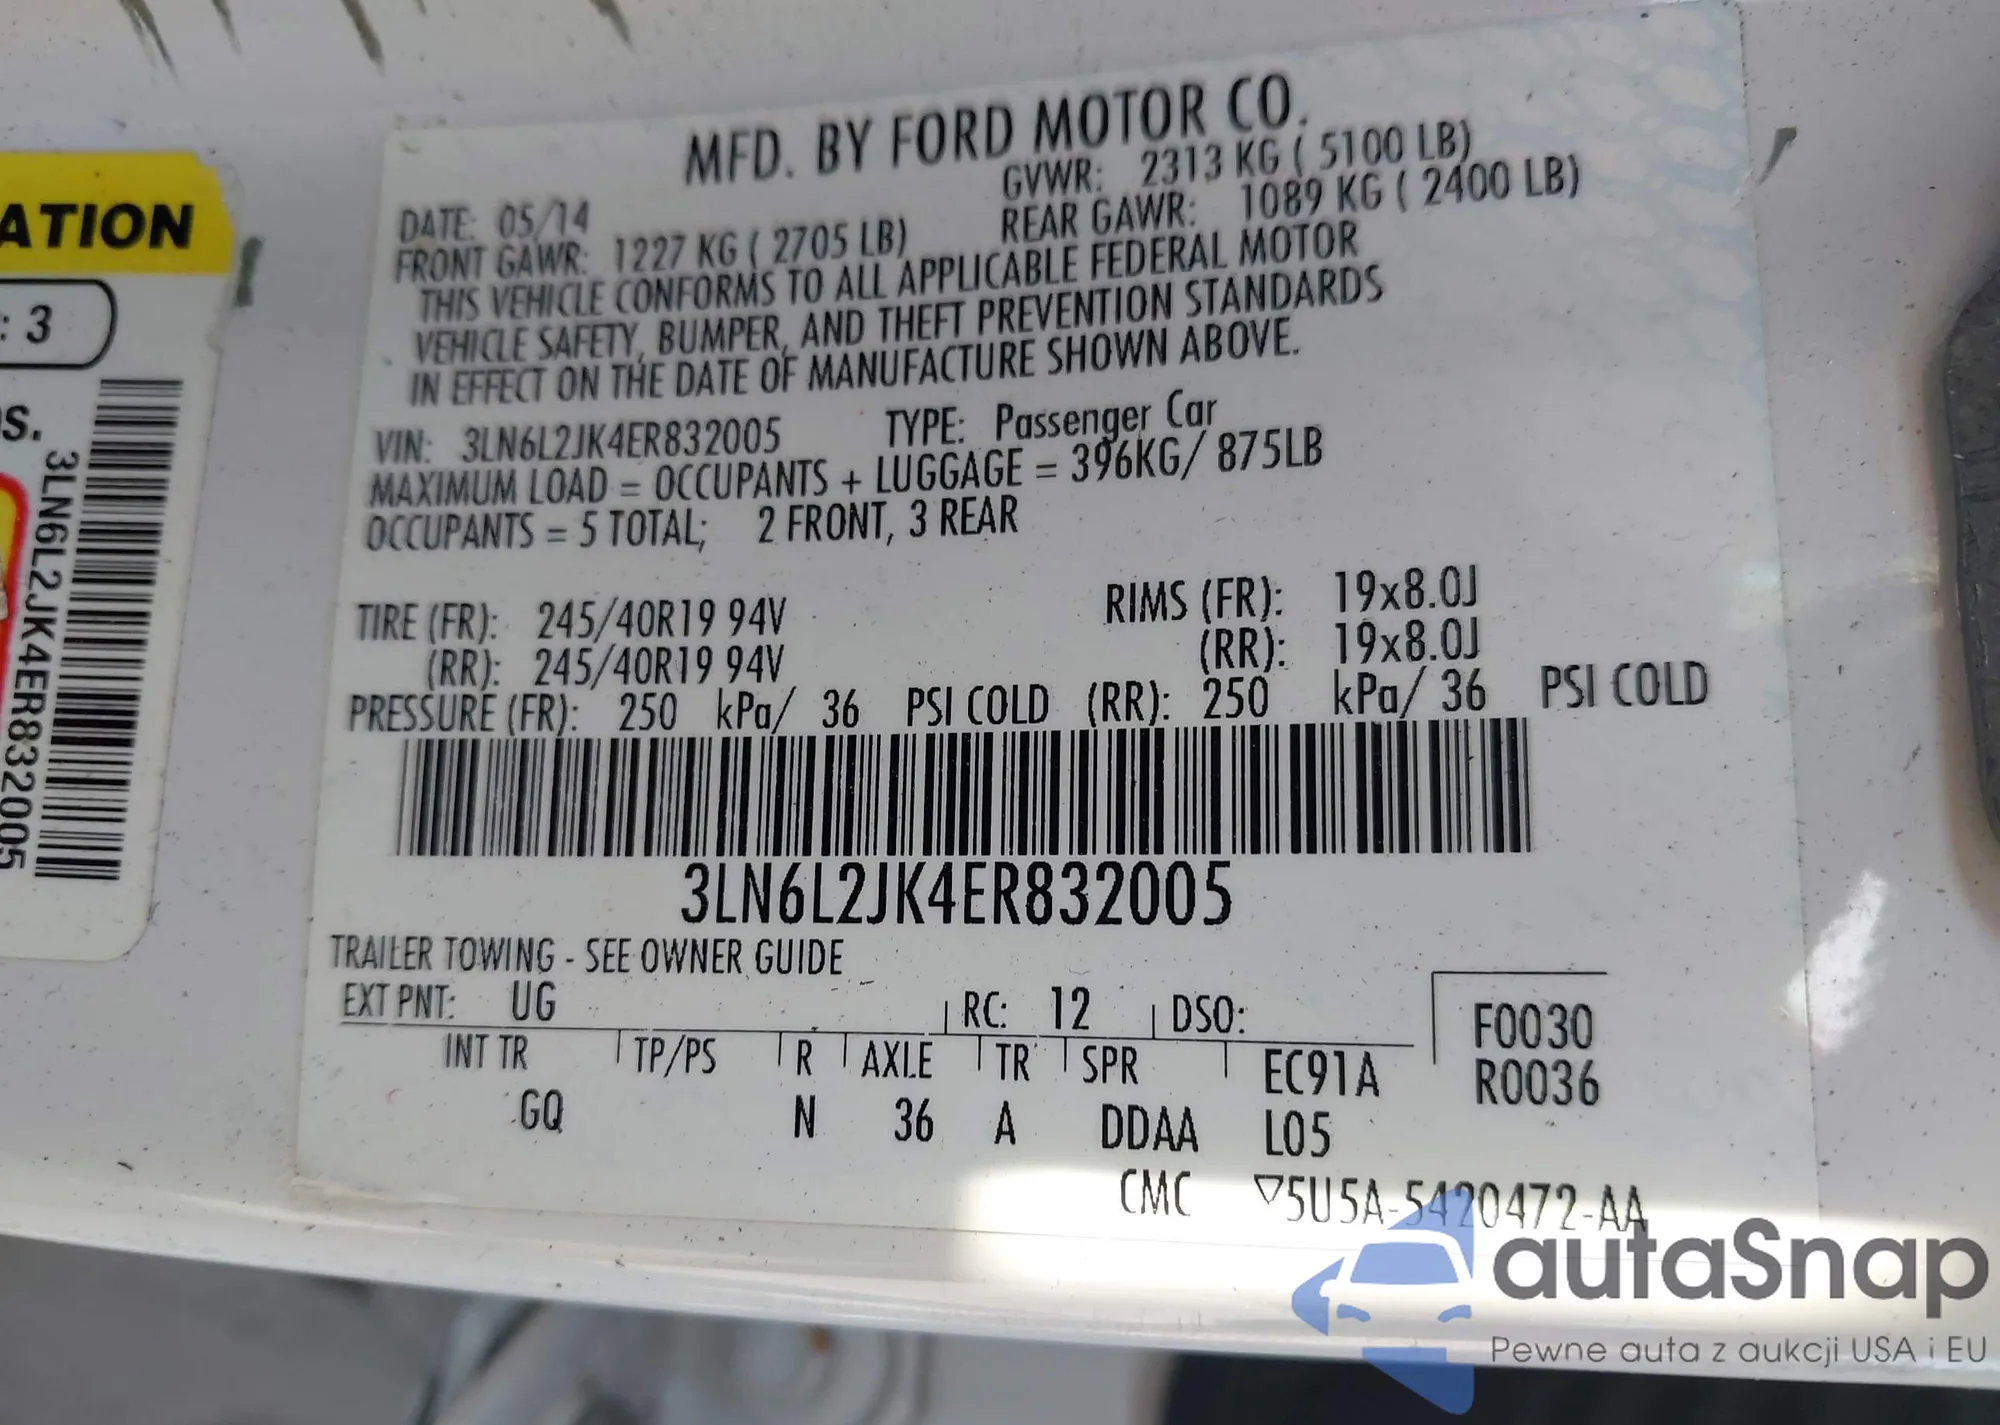 MFD. BY FORD MOTOR CO.
DATE: 05/14 GVWR: 2313 KG ( 5100 LB)
FRONT GAWR: 1227 KG ( 2705 LB) REAR GAWR: 1089 KG ( 2400 LB)
THIS VEHICLE CONFORMS TO ALL APPLICABLE FEDERAL MOTOR
VEHICLE SAFETY, BUMPER, AND THEFT PREVENTION STANDARDS
IN EFFECT ON THE DATE OF MANUFACTURE SHOWN ABOVE.
VIN: 3LN6L2JK4ER832005 TYPE: Passenger Car
MAXIMUM LOAD = OCCUPANTS + LUGGAGE = 396KG/ 875LB
OCCUPANTS = 5 TOTAL; 2 FRONT, 3 REAR
TIRE (FR): 245/40R19 94V RIMS (FR): 19x8.0J
(RR): 245/40R19 94V (RR): 19x8.0J
PRESSURE (FR): 250 kPa/ 36 PSI COLD (RR): 250 kPa/ 36 PSI COLD
3LN6L2JK4ER832005
TRAILER TOWING - SEE OWNER GUIDE
EXT PNT: UG RC: 12 DSO: F0030
INT TR TP/PS R AXLE TR SPR EC91A R0036
GQ N 36 A DDAA L05
CMC ▽5U5A-5420472-AA
ATION
: 3
s.
3LN6L2JK4ER832005
autaSnap
Pewne auta z aukcji USA i EU